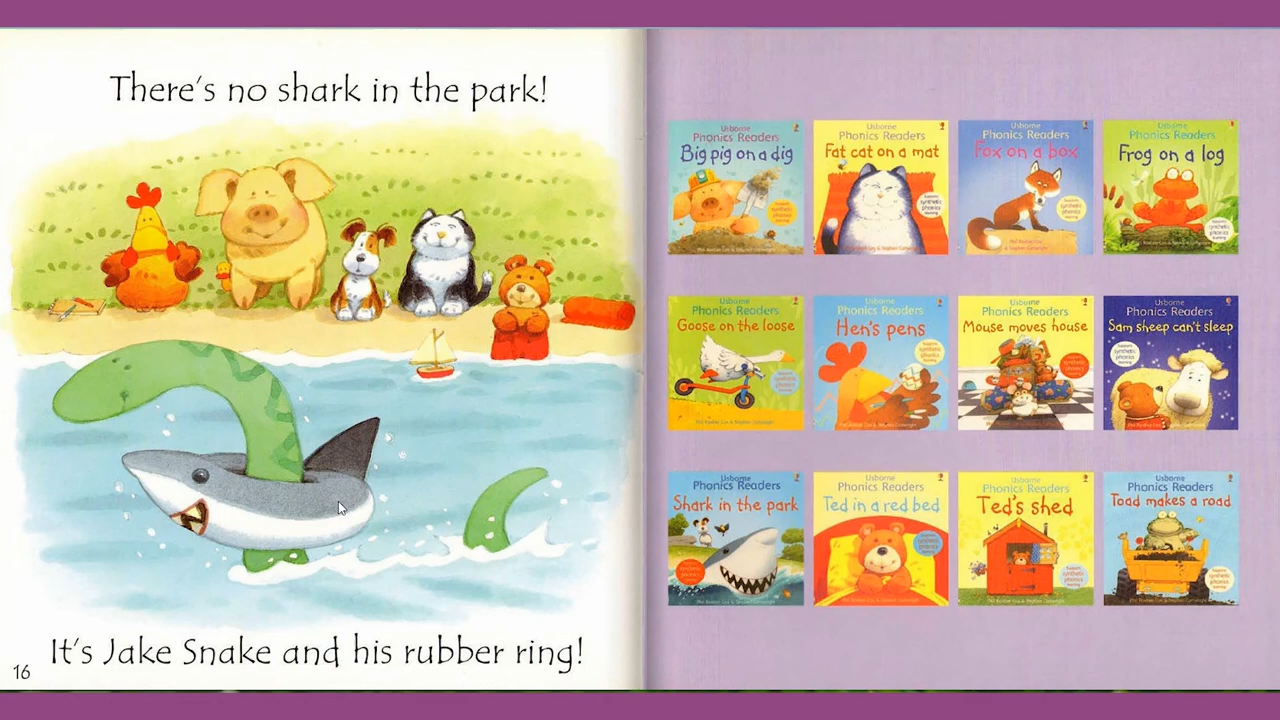 There's no shark in the park!
It's Jake Snake and his rubber ring!
16
Usborne
Phonics Readers
Big pig on a dig
Usborne
Phonics Readers
Fat cat on a mat
Usborne
Phonics Readers
Fox on a box
Usborne
Phonics Readers
Frog on a log
Usborne
Phonics Readers
Goose on the loose
Usborne
Phonics Readers
Hen's pens
Usborne
Phonics Readers
Mouse moves house
Usborne
Phonics Readers
Sam sheep can't sleep
Usborne
Phonics Readers
Shark in the park
Usborne
Phonics Readers
Ted in a red bed
Usborne
Phonics Readers
Ted's shed
Usborne
Phonics Readers
Toad makes a road